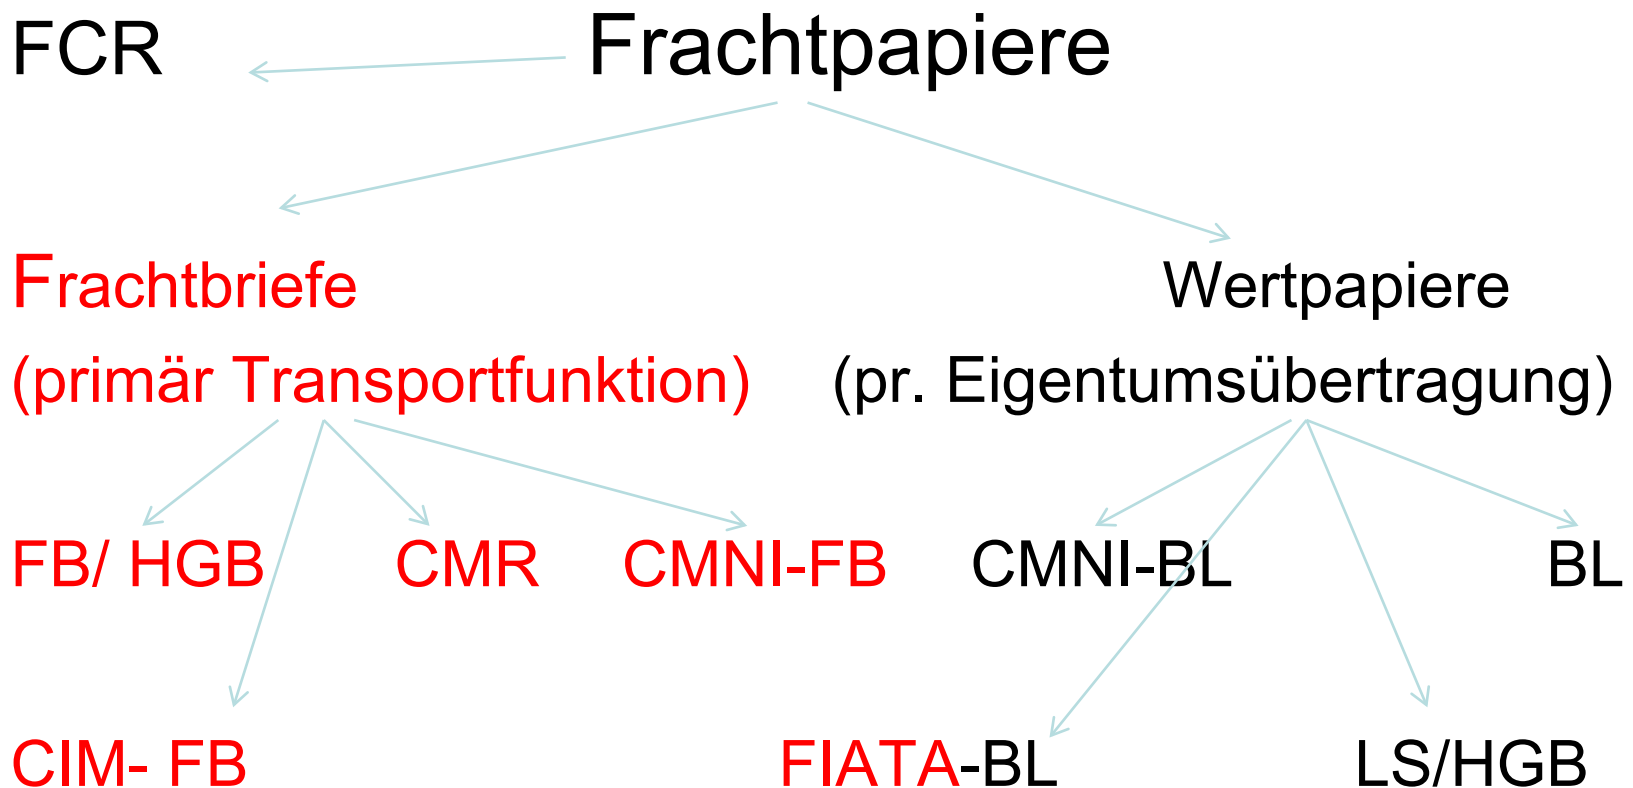 FCR Frachtpapiere
Frachtbriefe Wertpapiere
(primär Transportfunktion) (pr. Eigentumsübertragung)
FB/ HGB CMR CMNI-FB CMNI-BL BL
CIM- FB FIATA-BL LS/HGB